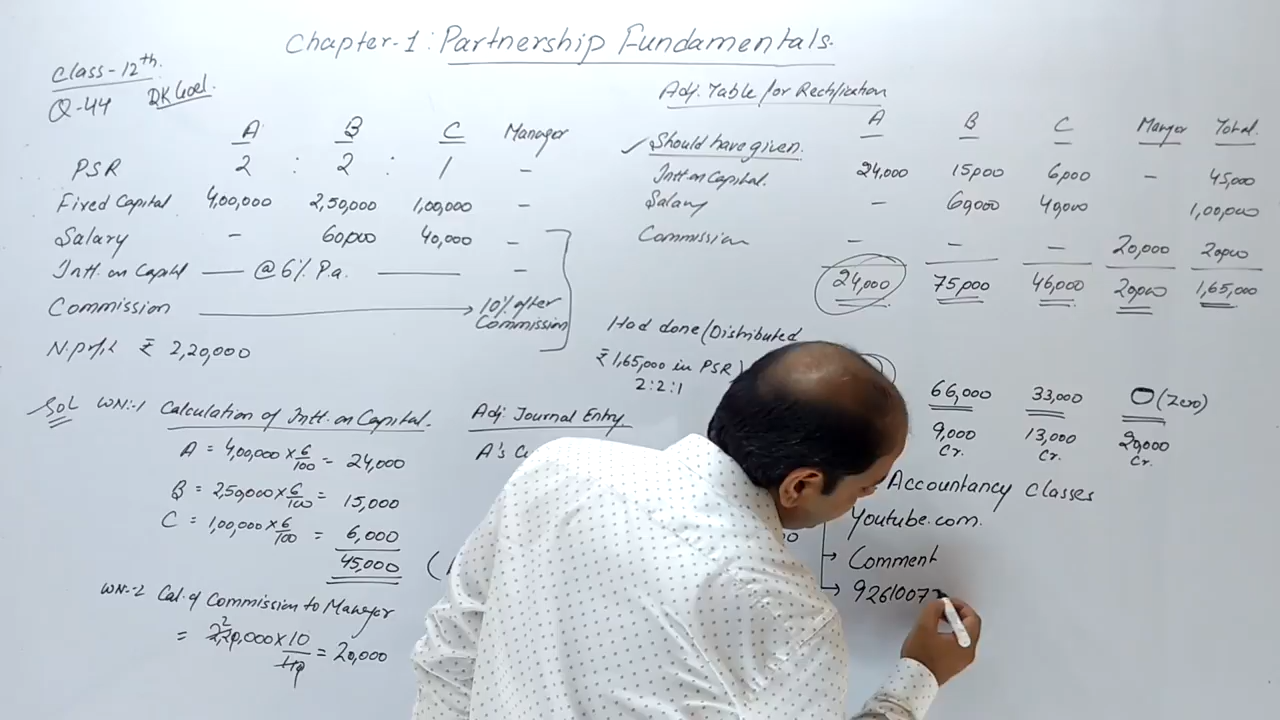 Chapter-1: Partnership Fundamentals.
Class-12th.
Q-44 DK Goel.
A B C Manager
PSR 2 : 2 : 1 -
Fixed Capital 4,00,000 2,50,000 1,00,000 -
Salary - 60,000 40,000 -
Intt. on Capital @6% P.a. -
Commission 10% after
Commission
N.profit ₹ 2,20,000
Sol WN:-1 Calculation of Intt. on Capital.
A = 4,00,000 × 6/100 = 24,000
B = 2,50,000 × 6/100 = 15,000
C = 1,00,000 × 6/100 = 6,000
45,000
WN:-2 Cal. of Commission to Manager
= 2,20,000 × 10/110 = 20,000
Adj. Journal Entry.
A's
Adj. Table for Rectification
A B C Manger Total.
✓ Should have given.
Intt. on Capital. 24,000 15,000 6,000 - 45,000
Salary - 60,000 40,000 1,00,000
Commission - - - 20,000 20,000
24,000 75,000 46,000 20,000 1,65,000
Had done (Distributed
₹ 1,65,000 in PSR)
2:2:1
66,000 33,000 0 (Zero)
9,000 13,000 20,000
Cr. Cr. Cr.
Accountancy Classes
Youtube.com.
→ Comment
→ 926100